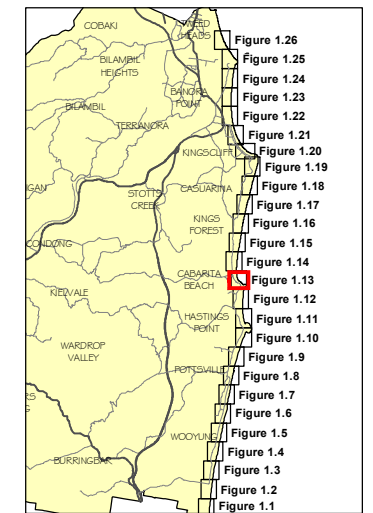 COBAKI
TWEED
HEADS
Figure 1.26
BILAMBIL
HEIGHTS
Figure 1.25
Figure 1.24
BANORA
POINT
Figure 1.23
BILAMBIL
Figure 1.22
TERRANORA
Figure 1.21
KINGSCLIFF
Figure 1.20
Figure 1.19
CASUARINA
Figure 1.18
STOTTS
CREEK
Figure 1.17
KINGS
FOREST
Figure 1.16
CONDONG
Figure 1.15
Figure 1.14
CABARITA
BEACH
Figure 1.13
KIELVALE
Figure 1.12
HASTINGS
POINT
Figure 1.11
Figure 1.10
WARDROP
VALLEY
Figure 1.9
POTTSVILLE
Figure 1.8
Figure 1.7
Figure 1.6
WOOYUNG
Figure 1.5
Figure 1.4
BURRINGBAR
Figure 1.3
Figure 1.2
Figure 1.1